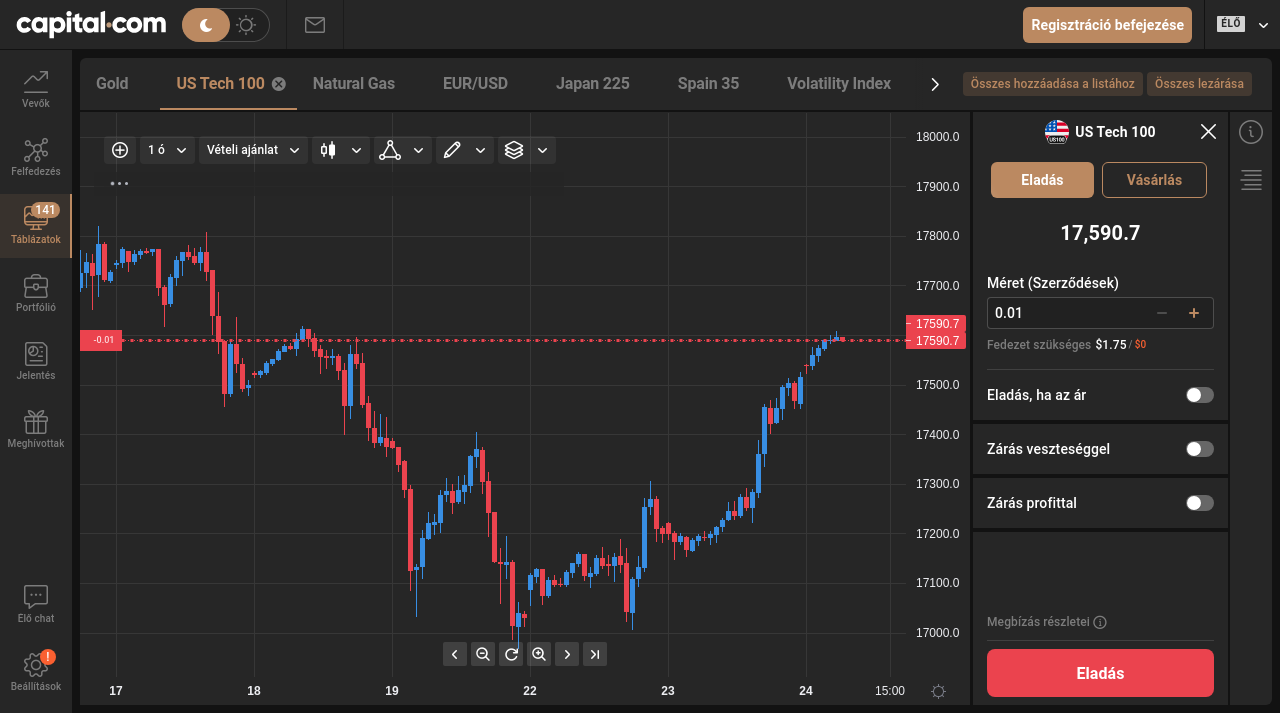 capital.com
Regisztráció befejezése
ÉLŐ
Vevők
Felfedezés
141
Táblázatok
Portfólió
Jelentés
Meghívottak
Élő chat
!
Beállítások
Gold
US Tech 100
Natural Gas
EUR/USD
Japan 225
Spain 35
Volatility Index
Összes hozzáadása a listához
Összes lezárása
1 ó
Vételi ajánlat
-0.01
18000.0
17900.0
17800.0
17700.0
17590.7
17590.7
17500.0
17400.0
17300.0
17200.0
17100.0
17000.0
17
18
19
22
23
24
15:00
US100
US Tech 100
Eladás
Vásárlás
17,590.7
Méret (Szerződések)
0.01
Fedezet szükséges $1.75 / $0
Eladás, ha az ár
Zárás veszteséggel
Zárás profittal
Megbízás részletei
Eladás